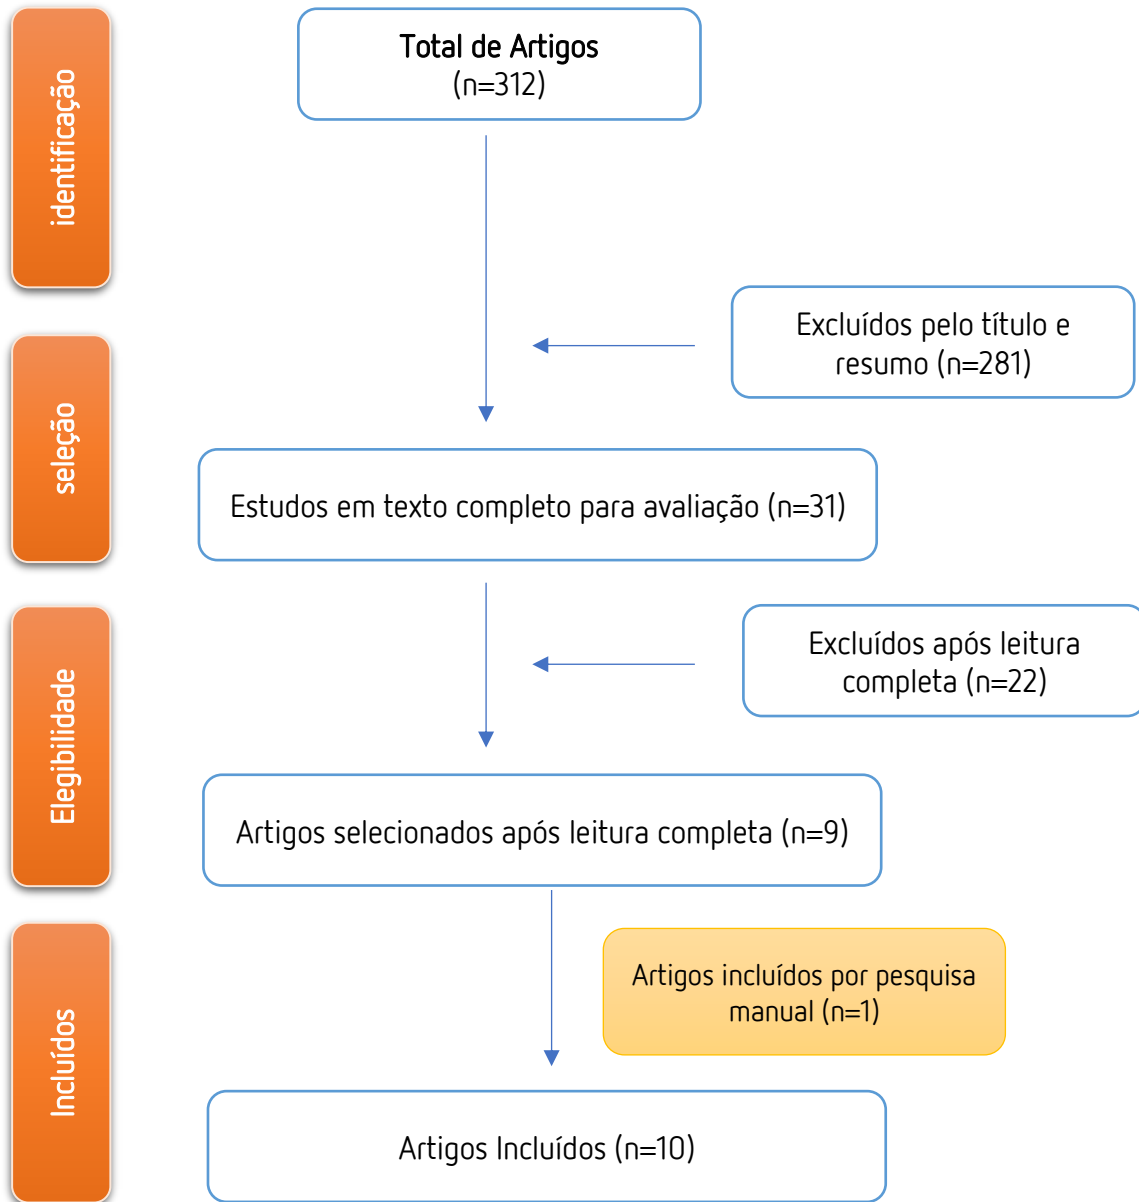 identificação
Total de Artigos
(n=312)
Excluídos pelo título e
resumo (n=281)
seleção
Estudos em texto completo para avaliação (n=31)
Elegibilidade
Excluídos após leitura
completa (n=22)
Artigos selecionados após leitura completa (n=9)
Incluídos
Artigos incluídos por pesquisa
manual (n=1)
Artigos Incluídos (n=10)